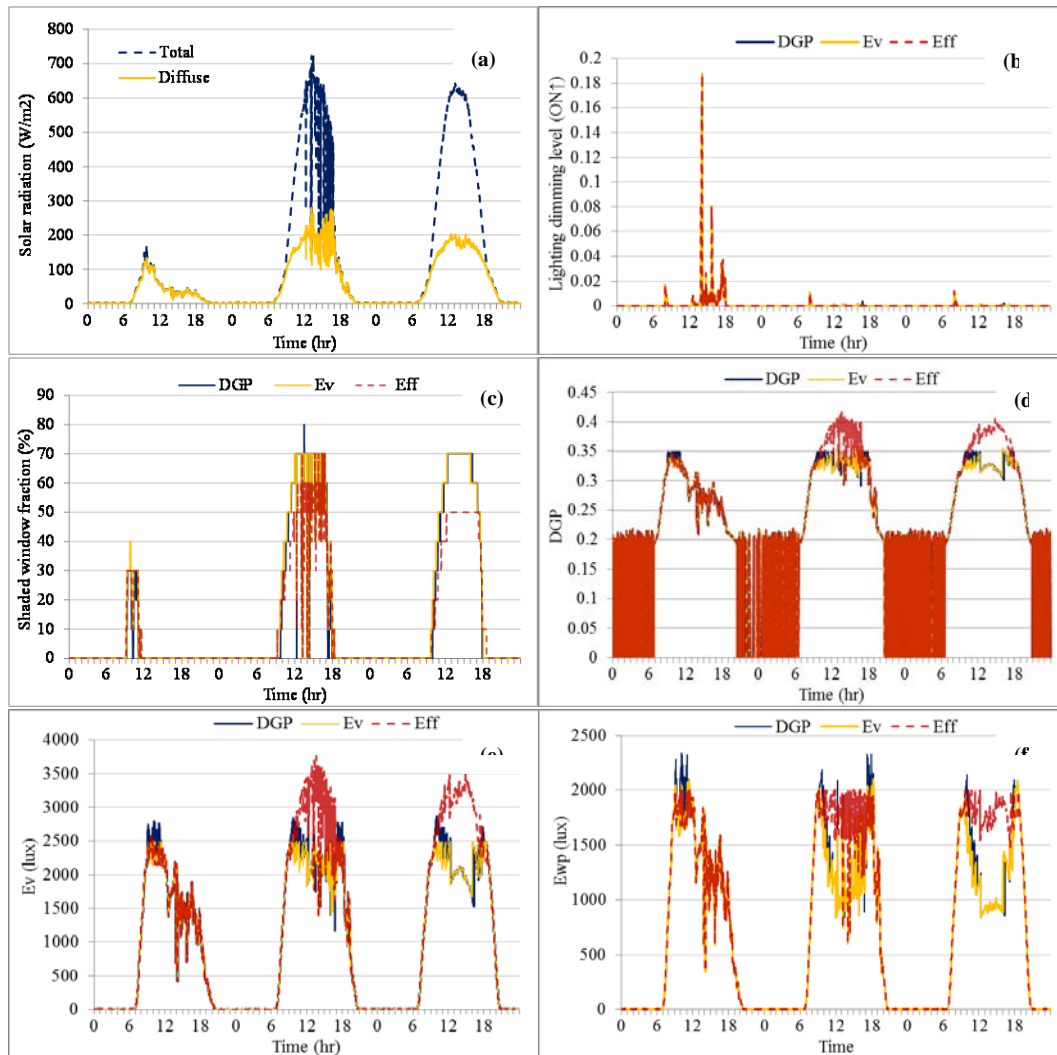 (a)
Total
Diffuse
800
700
600
500
400
300
200
100
0
Solar radiation (W/m2)
0 6 12 18 0 6 12 18 0 6 12 18
Time (hr)
DGP Ev Eff
(b
0.2
0.18
0.16
0.14
0.12
0.1
0.08
0.06
0.04
0.02
0
Lighting dimming level (ON↑)
0 6 12 18 0 6 12 18 0 6 12 18
Time (hr)
DGP Ev Eff
(c)
90
80
70
60
50
40
30
20
10
0
Shaded window fraction (%)
0 6 12 18 0 6 12 18 0 6 12 18
Time (hr)
DGP Ev Eff
(d
0.45
0.4
0.35
0.3
0.25
0.2
0.15
0.1
0.05
0
DGP
0 6 12 18 0 6 12 18 0 6 12 18
Time (hr)
DGP Ev Eff
4000
3500
3000
2500
2000
1500
1000
500
0
Ev (lux)
0 6 12 18 0 6 12 18 0 6 12 18
Time (hr)
DGP Ev Eff
2500
2000
1500
1000
500
0
Ewp (lux)
0 6 12 18 0 6 12 18 0 6 12 18
Time